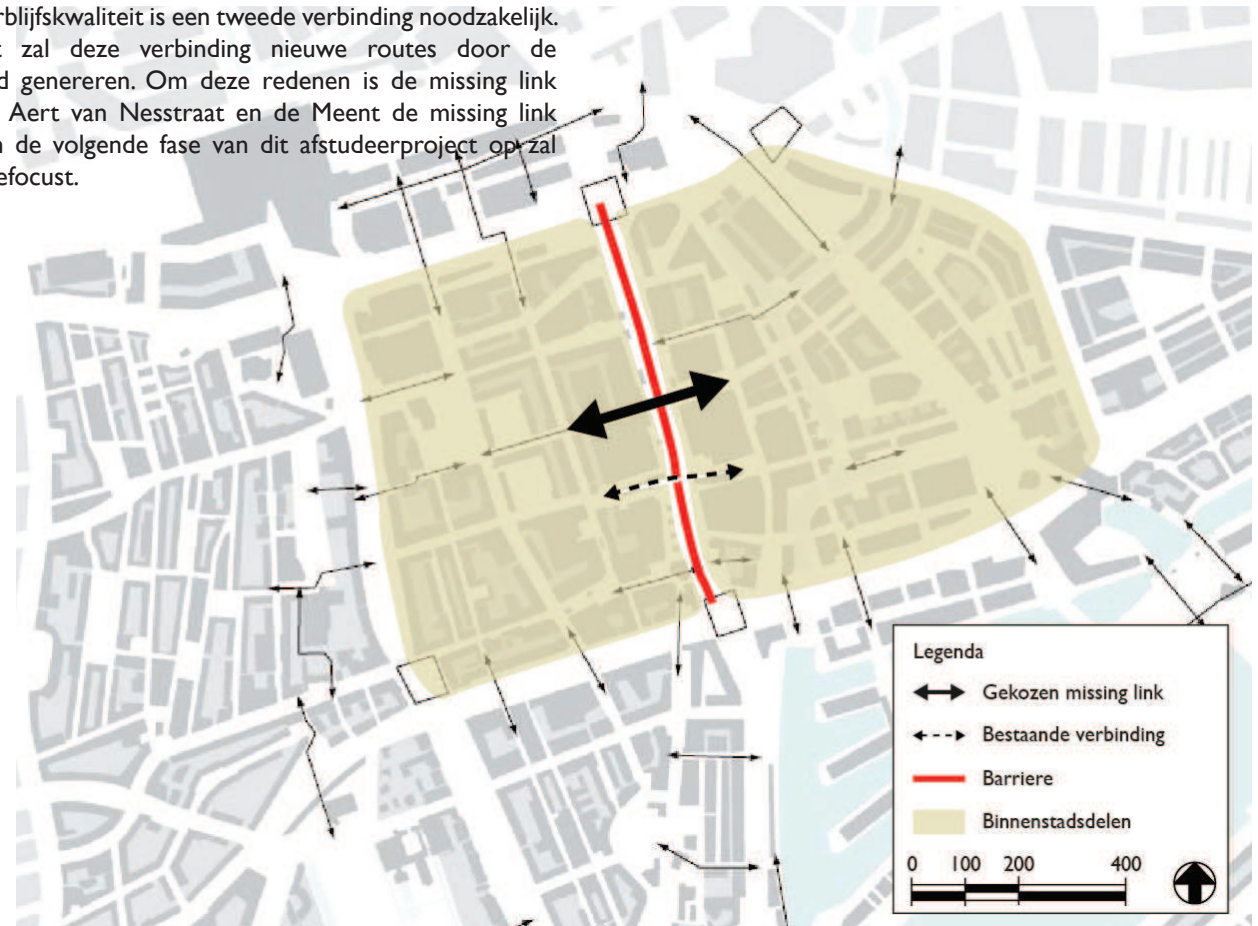 rblijfskwaliteit is een tweede verbinding noodzakelijk.
zal deze verbinding nieuwe routes door de
genereren. Om deze redenen is de missing link
Aert van Nesstraat en de Meent de missing link
de volgende fase van dit afstudeerproject op zal
efocust.
Legenda
Gekozen missing link
Bestaande verbinding
Barriere
Binnenstadsdelen
0 100 200 400